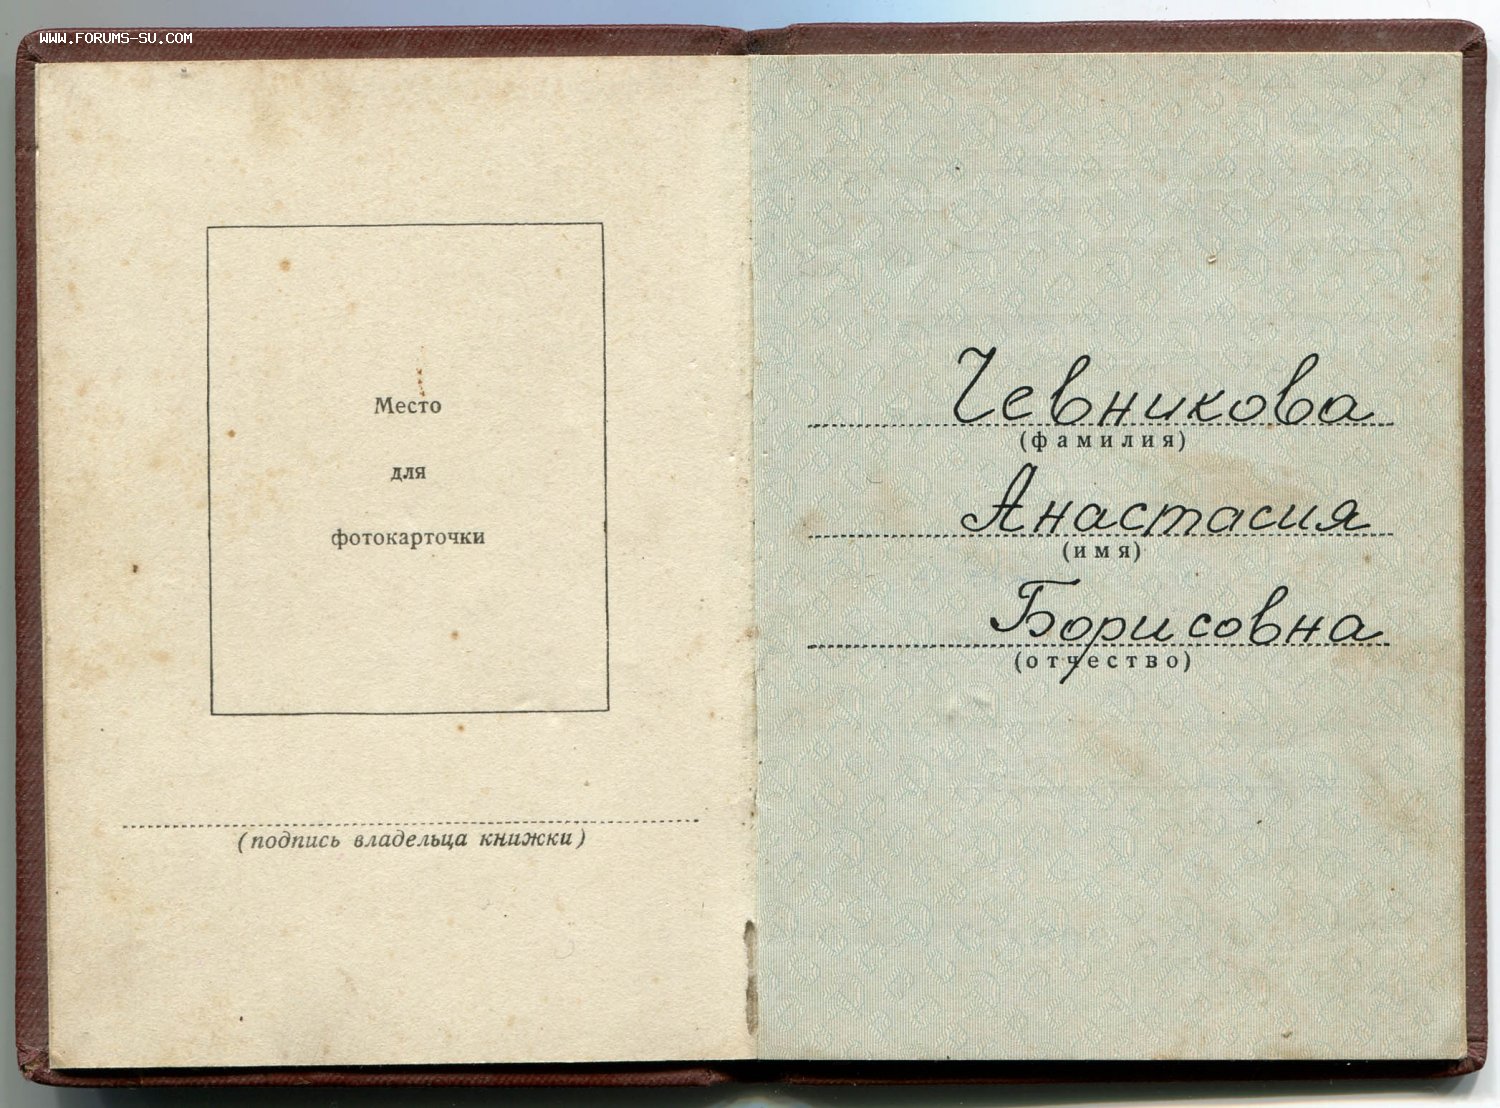 WWW.FORUMS-SU.COM
Место
для
фотокарточки
(подпись владельца книжки)
Чевникова
(фамилия)
Анастасия
(имя)
Борисовна
(отчество)